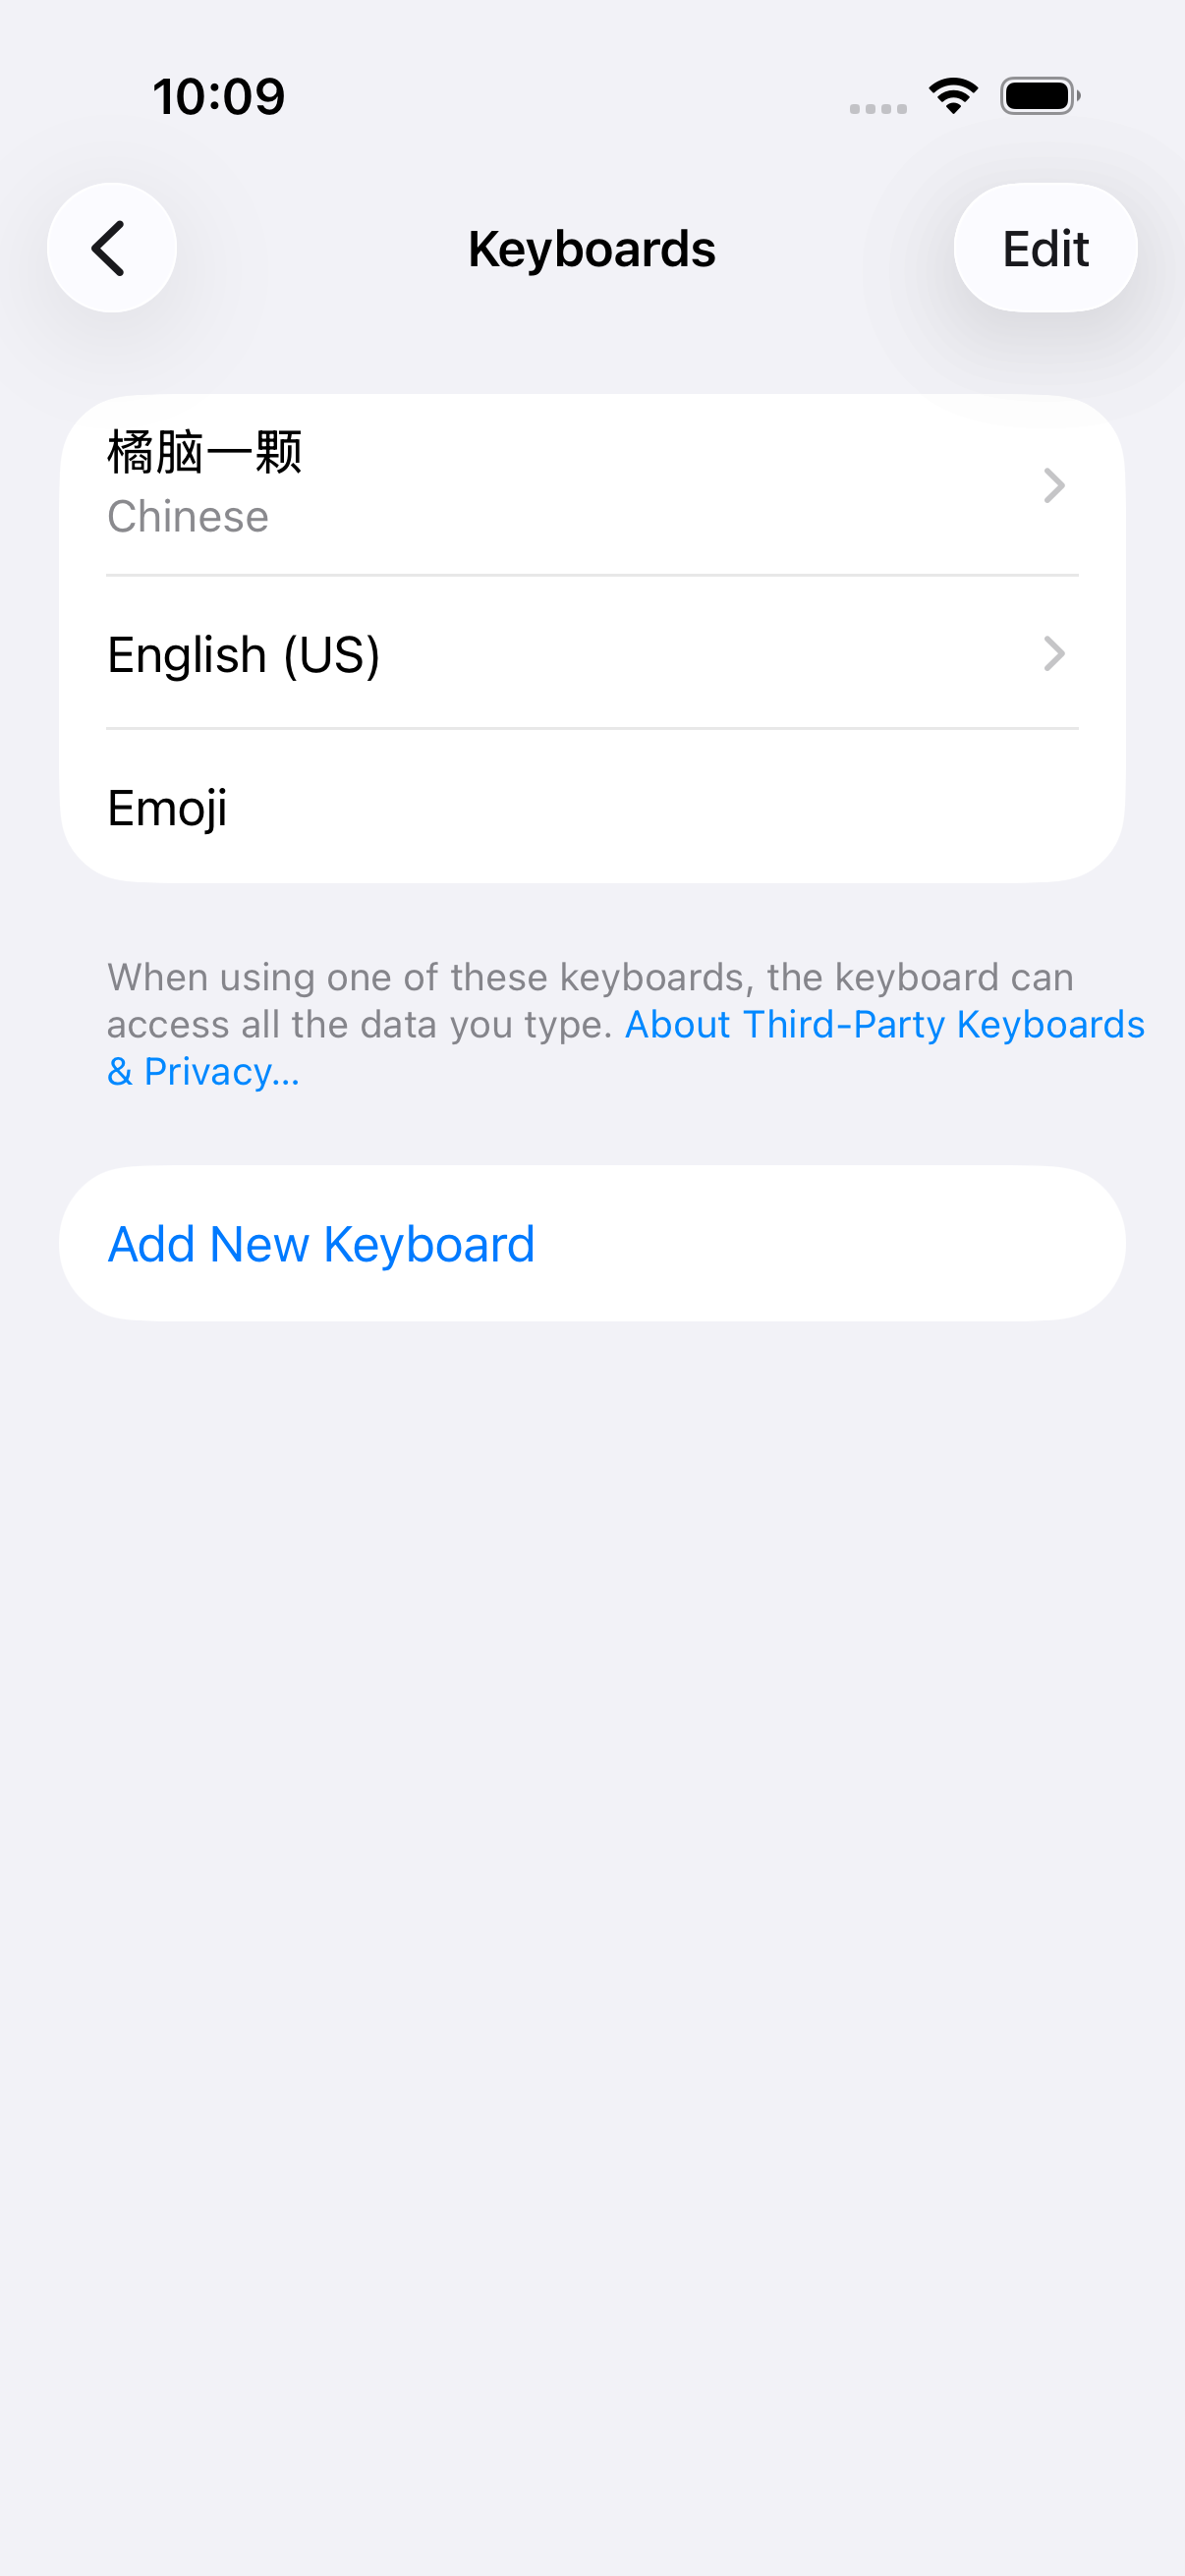 10:09
Keyboards
Edit
橘脑一颗
Chinese
English (US)
Emoji
When using one of these keyboards, the keyboard can
access all the data you type. About Third-Party Keyboards
& Privacy...
Add New Keyboard